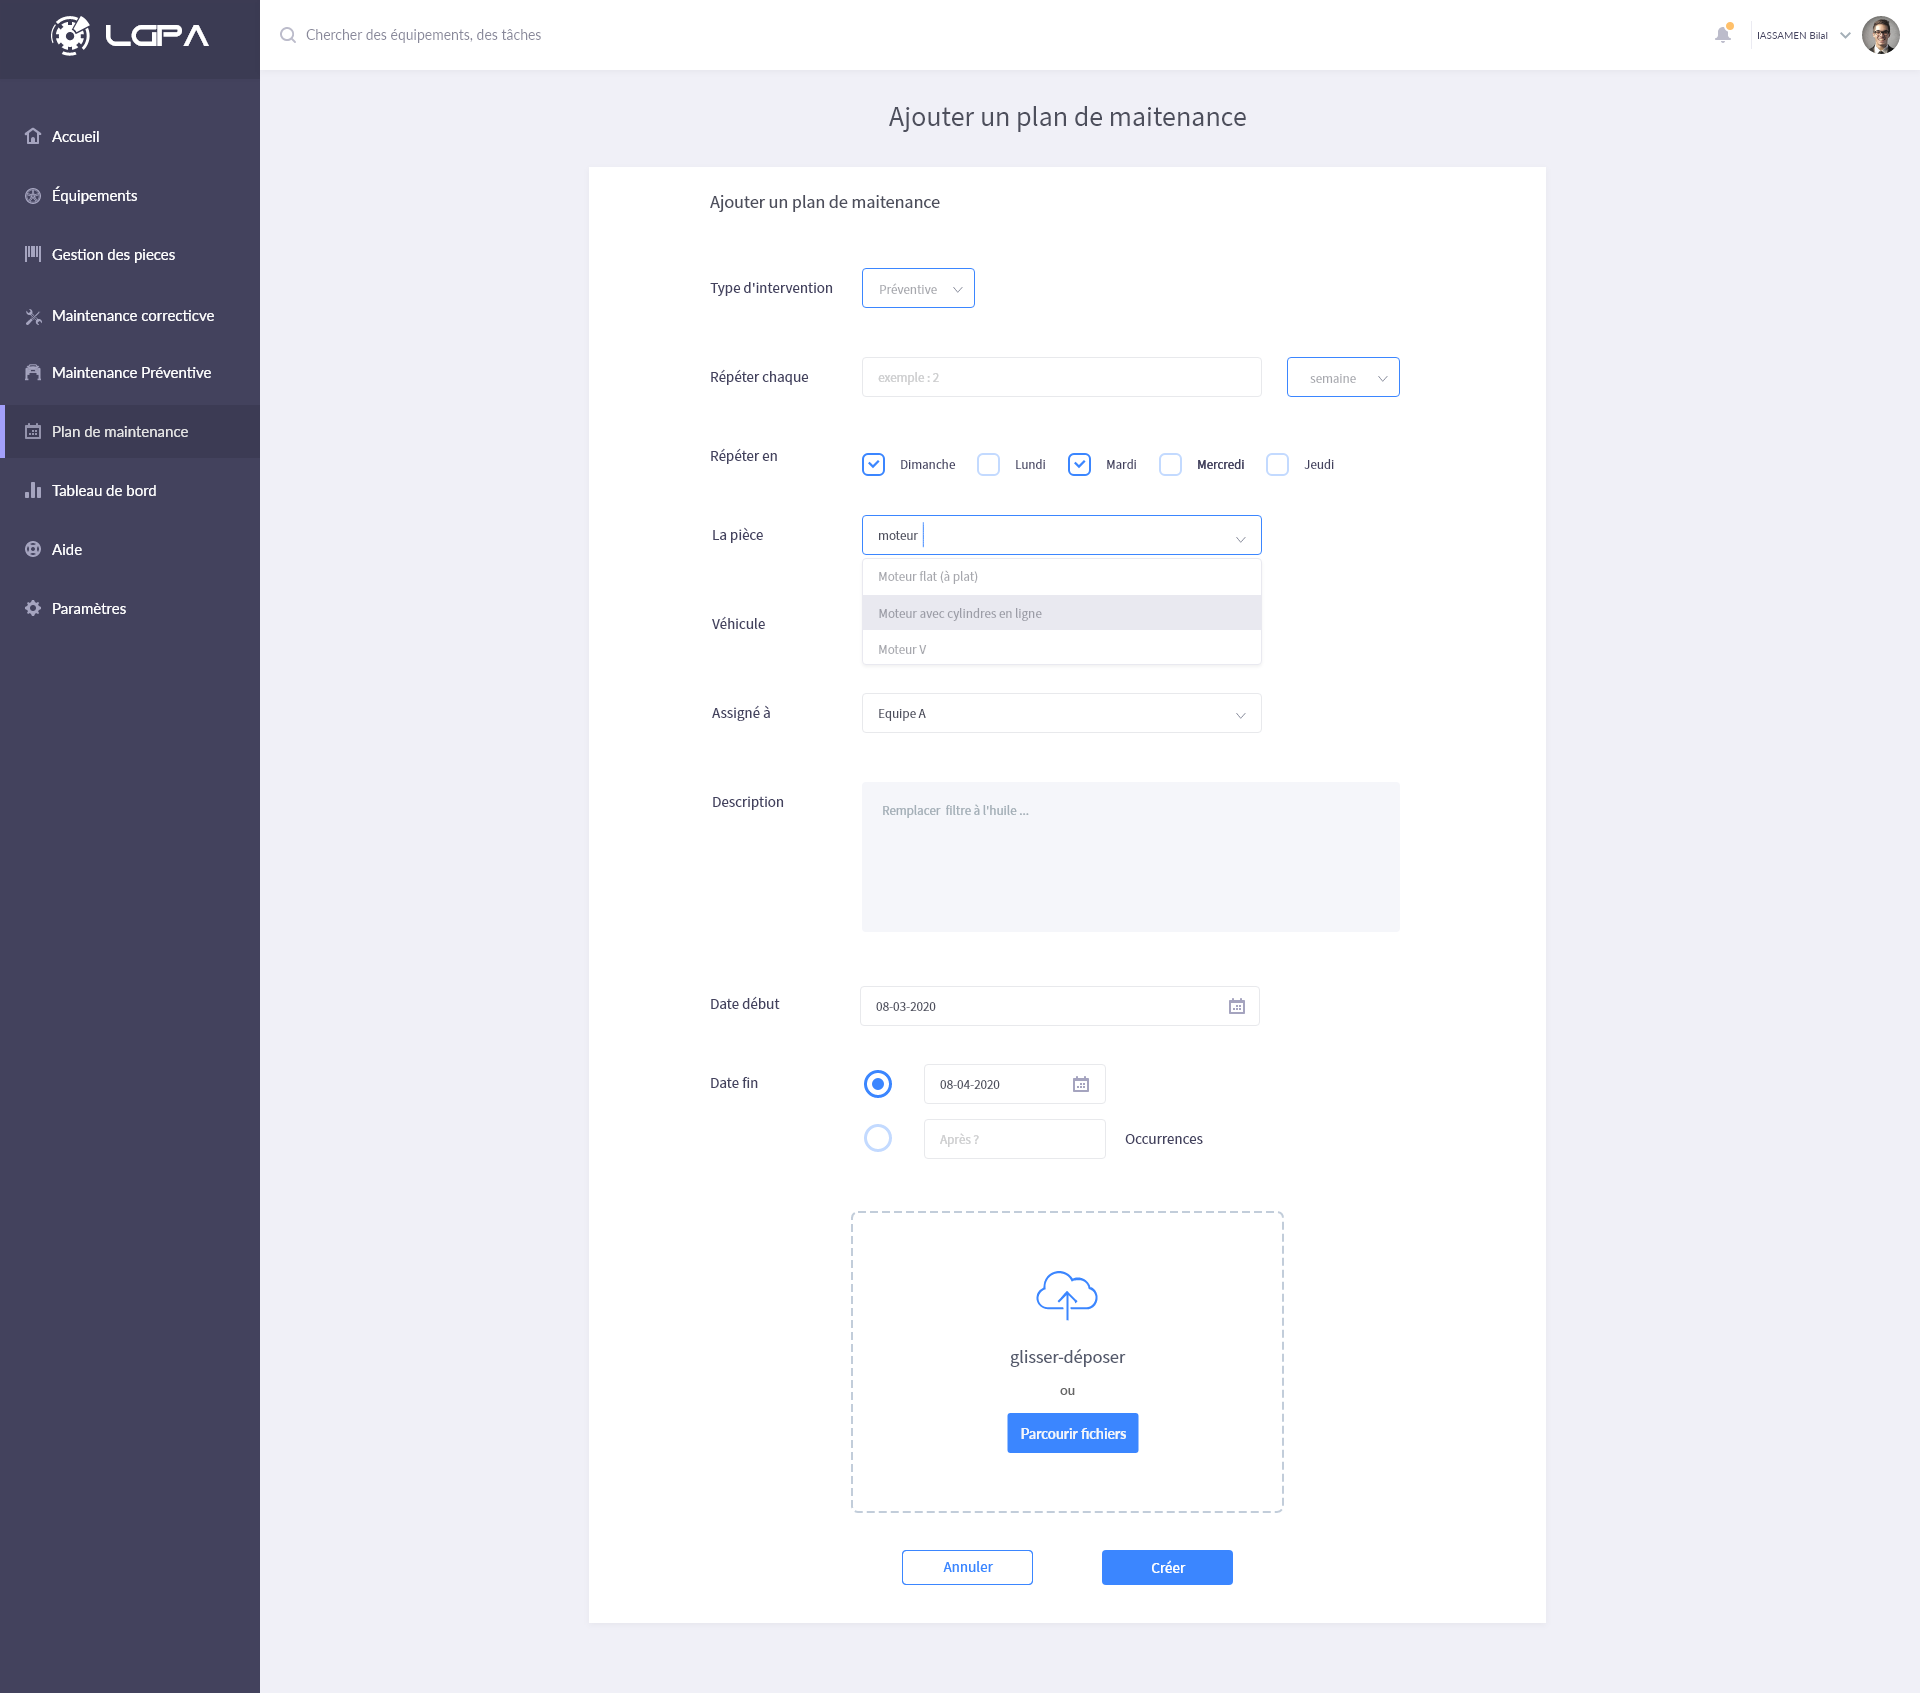 LGPA
Chercher des équipements, des tâches
IASSAMEN Bilal
Accueil
Équipements
Gestion des pieces
Maintenance correcticve
Maintenance Préventive
Plan de maintenance
Tableau de bord
Aide
Paramètres
Ajouter un plan de maitenance
Ajouter un plan de maitenance
Type d'intervention
Préventive
Répéter chaque
exemple : 2
semaine
Répéter en
Dimanche
Lundi
Mardi
Mercredi
Jeudi
La pièce
moteur
Moteur flat (à plat)
Moteur avec cylindres en ligne
Moteur V
Véhicule
Assigné à
Equipe A
Description
Remplacer filtre à l'huile ...
Date début
08-03-2020
Date fin
08-04-2020
Après ?
Occurrences
glisser-déposer
ou
Parcourir fichiers
Annuler
Créer